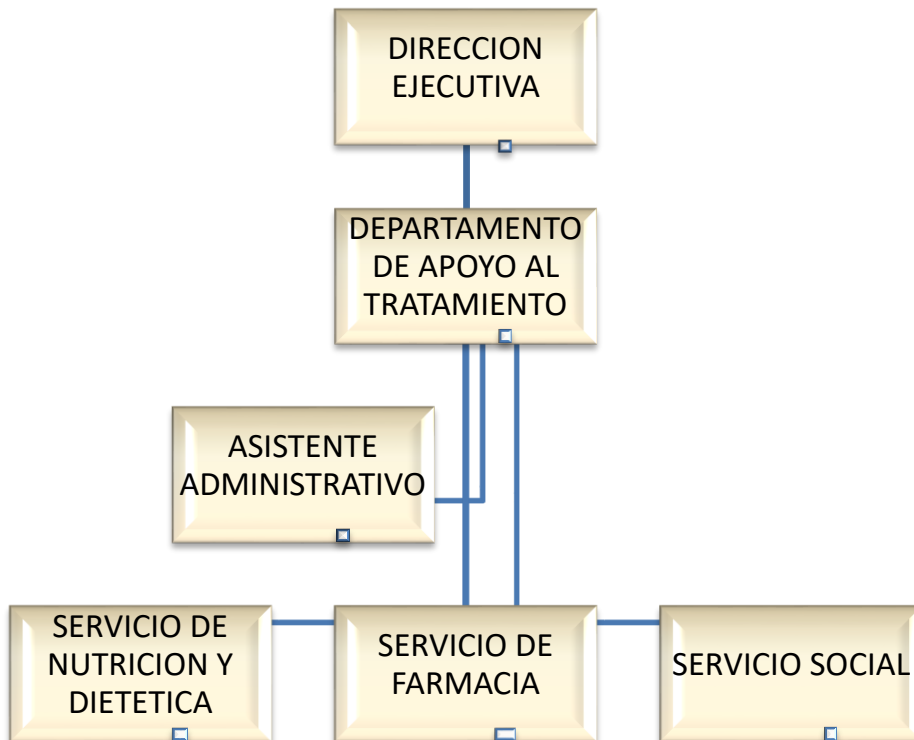 DIRECCION
EJECUTIVA
DEPARTAMENTO
DE APOYO AL
TRATAMIENTO
ASISTENTE
ADMINISTRATIVO
SERVICIO DE
NUTRICION Y
DIETETICA
SERVICIO DE
FARMACIA
SERVICIO SOCIAL